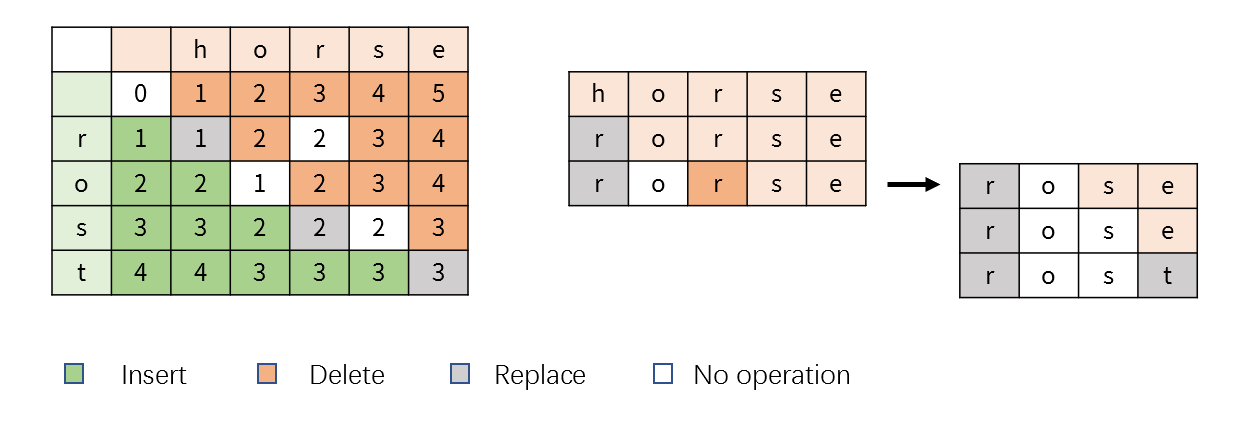 h o r s e
0 1 2 3 4 5
r 1 1 2 2 3 4
o 2 2 1 2 3 4
s 3 3 2 2 2 3
t 4 4 3 3 3 3
h o r s e
r o r s e
r o r s e
r o s e
r o s e
r o s t
Insert Delete Replace No operation